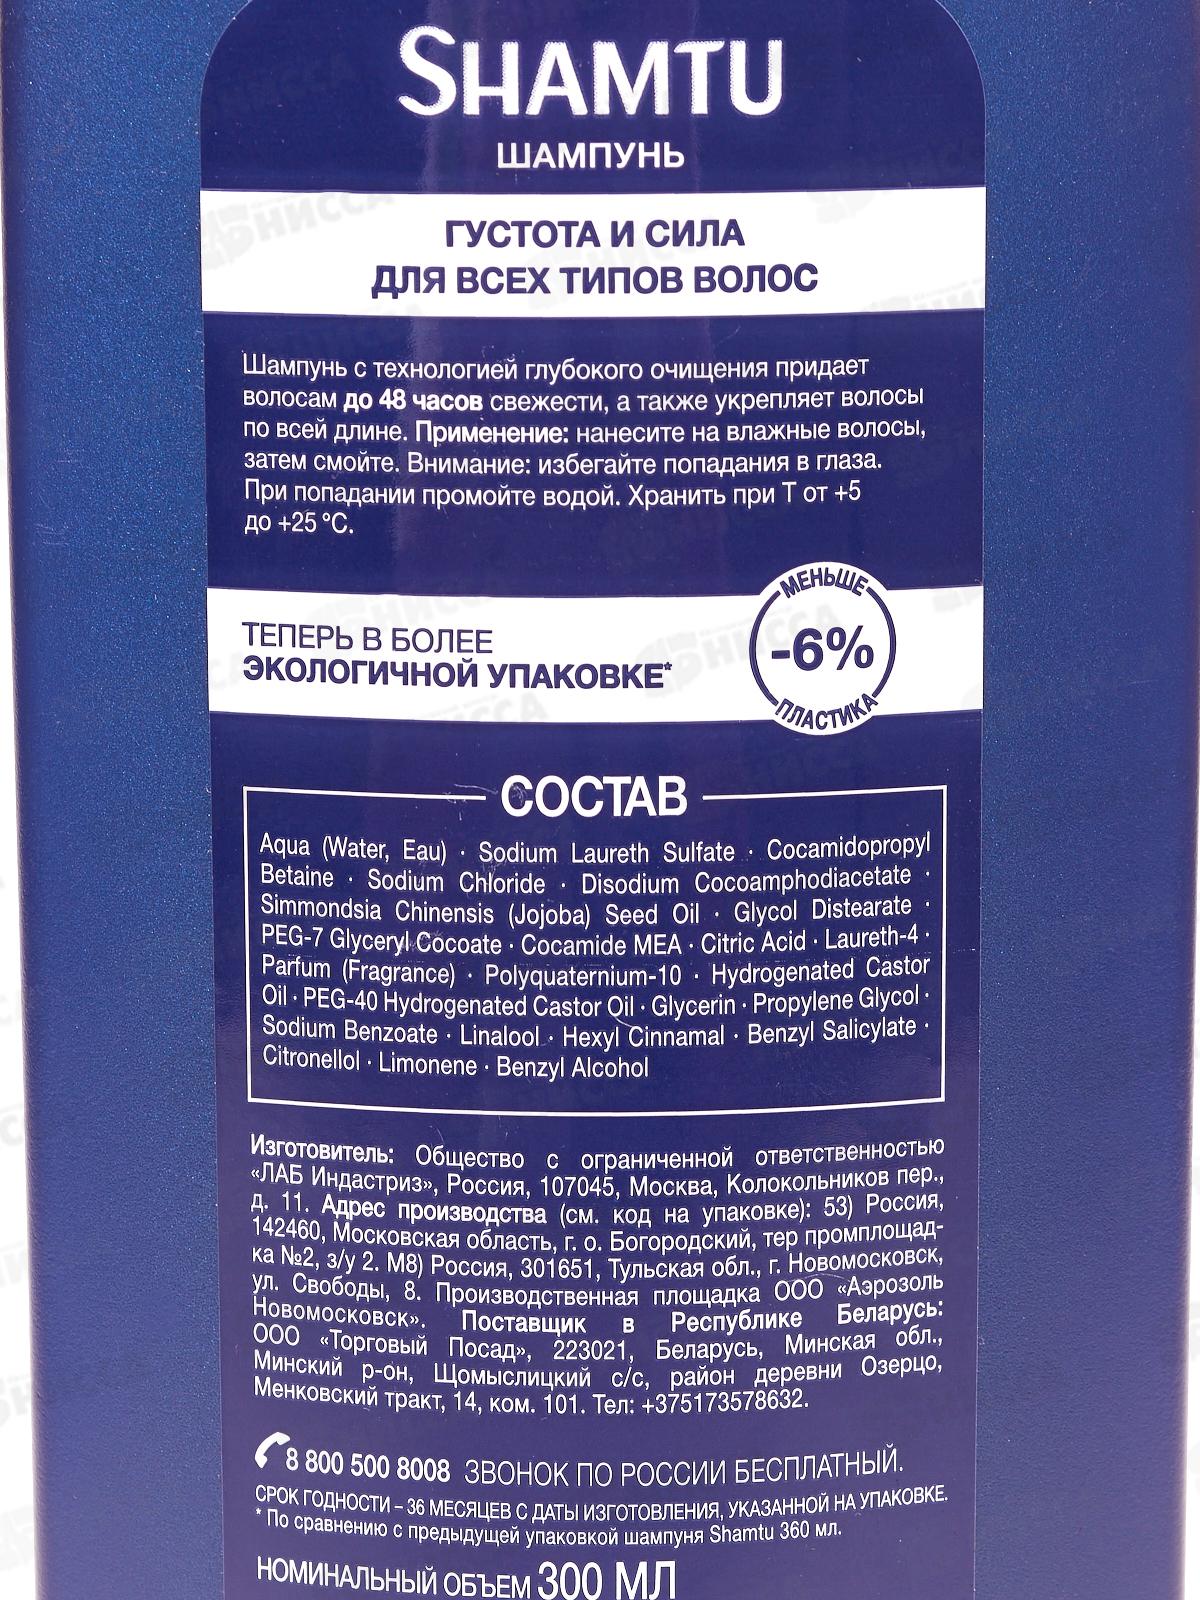 SHAMTU
ШАМПУНЬ
ГУСТОТА И СИЛА
ДЛЯ ВСЕХ ТИПОВ ВОЛОС
Шампунь с технологией глубокого очищения придает
волосам до 48 часов свежести, а также укрепляет волосы
по всей длине. Применение: нанесите на влажные волосы,
затем смойте. Внимание: избегайте попадания в глаза.
При попадании промойте водой. Хранить при Т от +5
до +25 °С.
МЕНЬШЕ
-6%
ПЛАСТИКА
ТЕПЕРЬ В БОЛЕЕ
ЭКОЛОГИЧНОЙ УПАКОВКЕ*
СОСТАВ
Aqua (Water, Eau) · Sodium Laureth Sulfate · Cocamidopropyl
Betaine · Sodium Chloride · Disodium Cocoamphodiacetate ·
Simmondsia Chinensis (Jojoba) Seed Oil · Glycol Distearate ·
PEG-7 Glyceryl Cocoate · Cocamide MEA · Citric Acid · Laureth-4 ·
Parfum (Fragrance) · Polyquaternium-10 · Hydrogenated Castor
Oil · PEG-40 Hydrogenated Castor Oil · Glycerin · Propylene Glycol ·
Sodium Benzoate · Linalool · Hexyl Cinnamal · Benzyl Salicylate ·
Citronellol · Limonene · Benzyl Alcohol
Изготовитель: Общество с ограниченной ответственностью
«ЛАБ Индастриз», Россия, 107045, Москва, Колокольников пер.,
д. 11. Адрес производства (см. код на упаковке): 53) Россия,
142460, Московская область, г. о. Богородский, тер промплощад-
ка №2, з/у 2. М8) Россия, 301651, Тульская обл., г. Новомосковск,
ул. Свободы, 8. Производственная площадка ООО «Аэрозоль
Новомосковск». Поставщик в Республике Беларусь:
ООО «Торговый Посад», 223021, Беларусь, Минская обл.,
Минский р-он, Щомыслицкий с/с, район деревни Озерцо,
Менковский тракт, 14, ком. 101. Тел: +375173578632.
8 800 500 8008 ЗВОНОК ПО РОССИИ БЕСПЛАТНЫЙ.
СРОК ГОДНОСТИ – 36 МЕСЯЦЕВ С ДАТЫ ИЗГОТОВЛЕНИЯ, УКАЗАННОЙ НА УПАКОВКЕ.
* По сравнению с предыдущей упаковкой шампуня Shamtu 360 мл.
НОМИНАЛЬНЫЙ ОБЪЕМ 300 МЛ